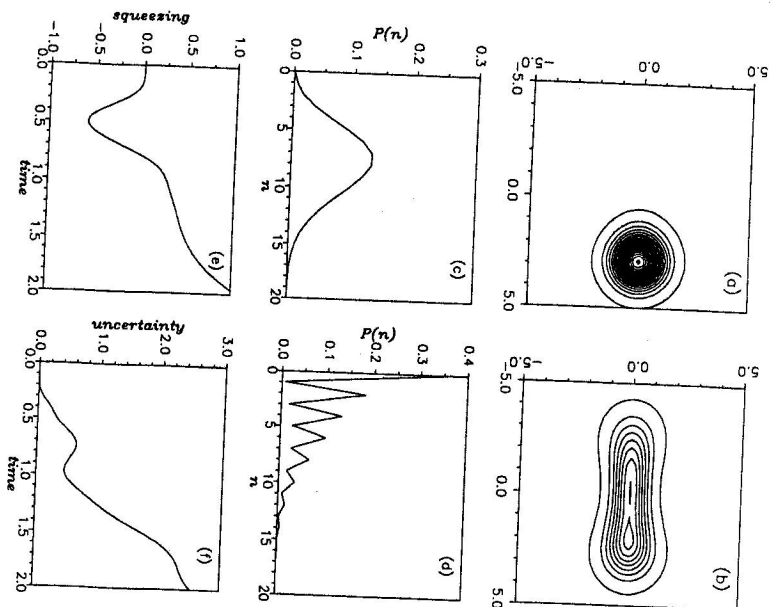 5.0
0.0
−5.0
−5.0 0.0 5.0
(a)
5.0
0.0
−5.0
−5.0 0.0 5.0
(b)
P(n)
0.3
0.2
0.1
0.0
0 5 10 15 20
n
(c)
P(n)
0.4
0.3
0.2
0.1
0.0
0 5 10 15 20
n
(d)
squeezing
1.0
0.5
0.0
−0.5
−1.0
0.0 0.5 1.0 1.5 2.0
time
(e)
uncertainty
3.0
2.0
1.0
0.0
0.0 0.5 1.0 1.5 2.0
time
(f)